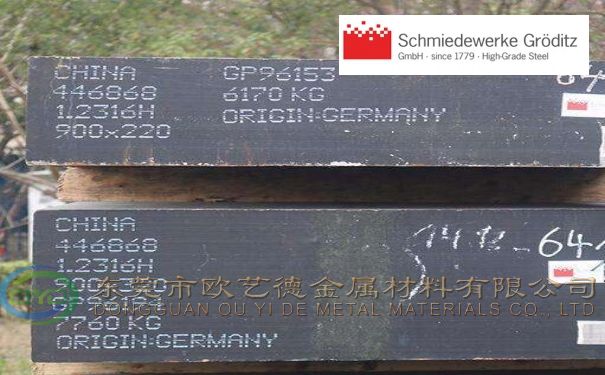 Schmiedewerke Gröditz
GmbH · since 1779 · High-Grade Steel
CHINA
446868
1.2316H
900x220
GP96153
6170 KG
ORIGIN:GERMANY
CHINA
446868
1.2316H
7760 KG
ORIGIN:GERMANY
64
东莞市欧艺德金属材料有限公司
DONGGUAN OU YI DE METAL MATERIALS CO., LTD